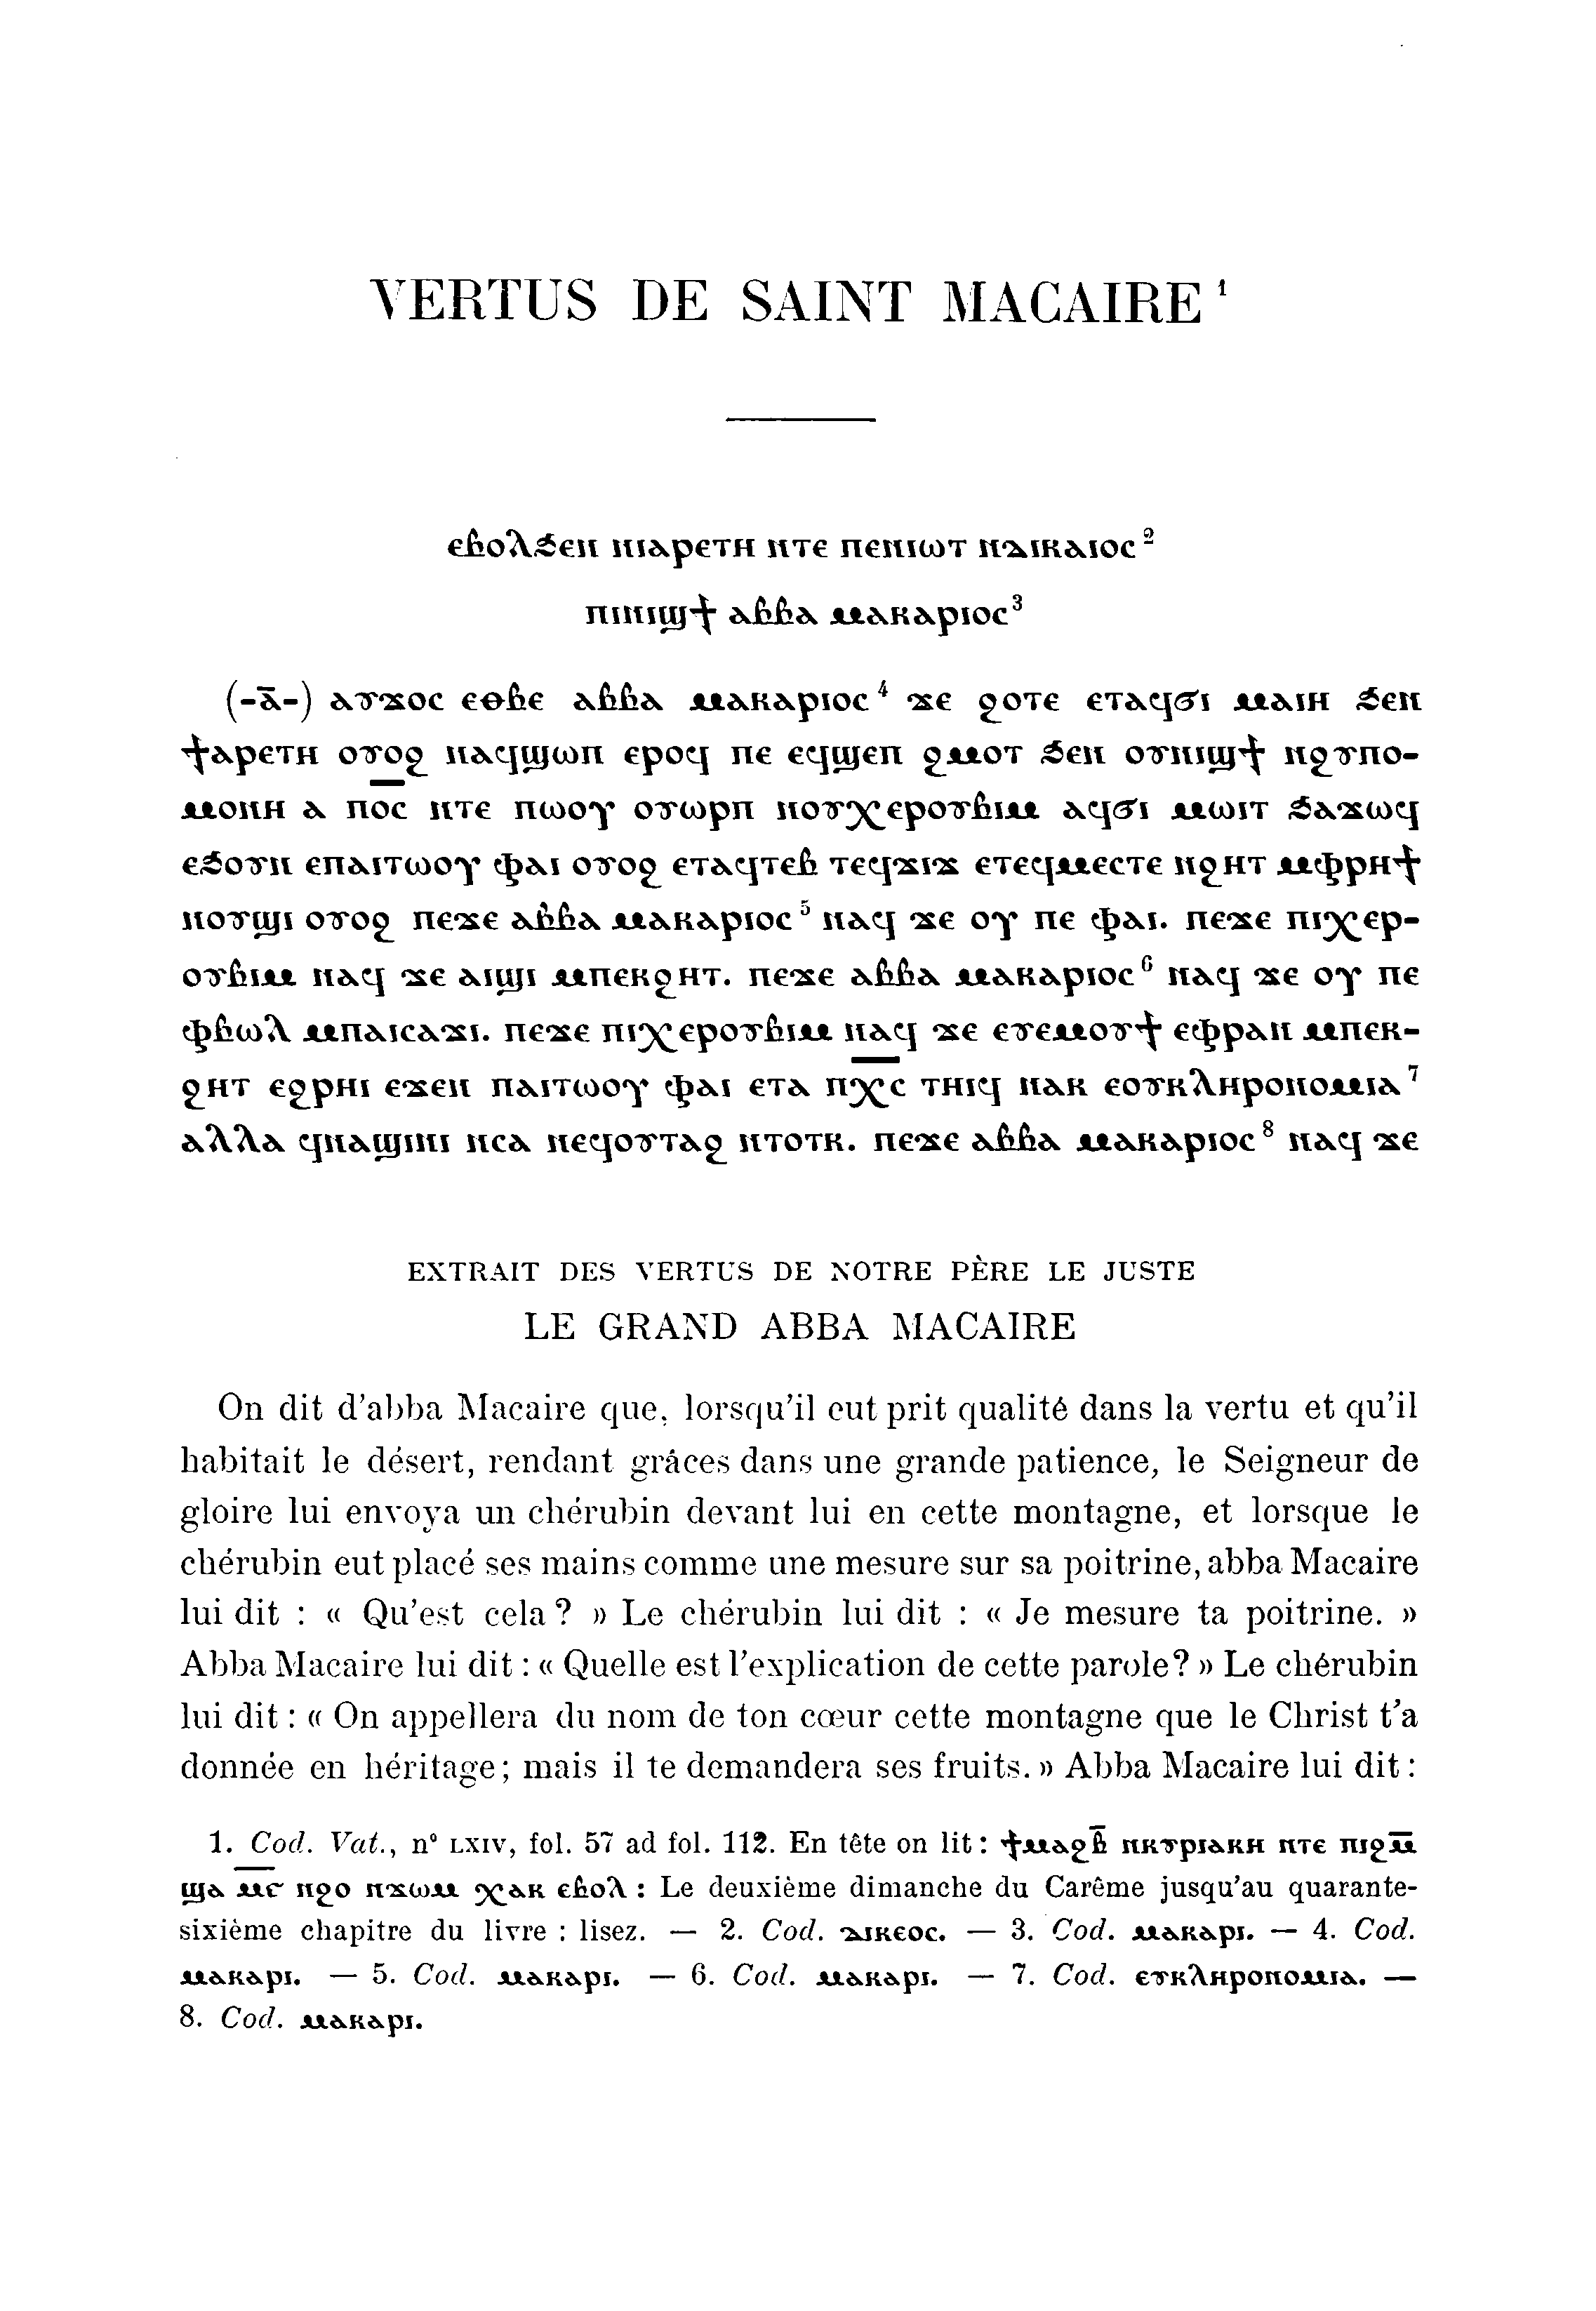 VERTUS DE SAINT MACAIRE ¹
ⲉⲃⲟⲗϧⲉⲛ ⲛⲓⲁⲣⲉⲧⲏ ⲛⲧⲉ ⲡⲉⲛⲓⲱⲧ ⲛⲇⲓⲕⲁⲓⲟⲥ ²
ⲡⲓⲛⲓϣϯ ⲁⲃⲃⲁ ⲙⲁⲕⲁⲣⲓⲟⲥ ³
(-ⲁ̅-) ⲁⲩϫⲟⲥ ⲉⲑⲃⲉ ⲁⲃⲃⲁ ⲙⲁⲕⲁⲣⲓⲟⲥ ⁴ ϫⲉ ϩⲟⲧⲉ ⲉⲧⲁϥϭⲓ ⲙⲁⲓⲏ ϧⲉⲛ
ϯⲁⲣⲉⲧⲏ ⲟⲩⲟϩ ⲛⲁϥϣⲱⲡ ⲉⲣⲟϥ ⲡⲉ ⲉϥϣⲉⲡ ϩⲙⲟⲧ ϧⲉⲛ ⲟⲩⲛⲓϣϯ ⲛϩⲩⲡⲟ-
ⲙⲟⲛⲏ ⲁ ⲡⲟ̅ⲥ̅ ⲛⲧⲉ ⲡⲱⲟⲩ ⲟⲩⲱⲣⲡ ⲛⲟⲩⲭⲉⲣⲟⲩⲃⲓⲙ ⲁϥϭⲓ ⲙⲱⲓⲧ ϧⲁϫⲱϥ
ⲉϧⲟⲩⲛ ⲉⲡⲁⲓⲧⲱⲟⲩ ⲫⲁⲓ ⲟⲩⲟϩ ⲉⲧⲁϥⲧⲉⲃ ⲧⲉϥϫⲓϫ ⲉⲧⲉϥⲙⲉⲥⲧⲉ ⲛϩⲏⲧ ⲙⲫⲣⲏϯ
ⲛⲟⲩϣⲓ ⲟⲩⲟϩ ⲡⲉϫⲉ ⲁⲃⲃⲁ ⲙⲁⲕⲁⲣⲓⲟⲥ ⁵ ⲛⲁϥ ϫⲉ ⲟⲩ ⲡⲉ ⲫⲁⲓ. ⲡⲉϫⲉ ⲡⲓⲭⲉⲣ-
ⲟⲩⲃⲓⲙ ⲛⲁϥ ϫⲉ ⲁⲓϣⲓ ⲙⲡⲉⲕϩⲏⲧ. ⲡⲉϫⲉ ⲁⲃⲃⲁ ⲙⲁⲕⲁⲣⲓⲟⲥ ⁶ ⲛⲁϥ ϫⲉ ⲟⲩ ⲡⲉ
ⲫⲃⲱⲗ ⲙⲡⲁⲓⲥⲁϫⲓ. ⲡⲉϫⲉ ⲡⲓⲭⲉⲣⲟⲩⲃⲓⲙ ⲛⲁϥ ϫⲉ ⲉⲩⲉⲙⲟⲩϯ ⲉⲫⲣⲁⲛ ⲙⲡⲉⲕ-
ϩⲏⲧ ⲉϩⲣⲏⲓ ⲉϫⲉⲛ ⲡⲁⲓⲧⲱⲟⲩ ⲫⲁⲓ ⲉⲧⲁ ⲡⲭ̅ⲥ̅ ⲧⲏⲓϥ ⲛⲁⲕ ⲉⲟⲩⲕⲗⲏⲣⲟⲛⲟⲙⲓⲁ ⁷
ⲁⲗⲗⲁ ϥⲛⲁϣⲓⲛⲓ ⲛⲥⲁ ⲛⲉϥⲟⲩⲧⲁϩ ⲛⲧⲟⲧⲕ. ⲡⲉϫⲉ ⲁⲃⲃⲁ ⲙⲁⲕⲁⲣⲓⲟⲥ ⁸ ⲛⲁϥ ϫⲉ
EXTRAIT DES VERTUS DE NOTRE PÈRE LE JUSTE
LE GRAND ABBA MACAIRE
On dit d'abba Macaire que, lorsqu'il eut prit qualité dans la vertu et qu'il
habitait le désert, rendant grâces dans une grande patience, le Seigneur de
gloire lui envoya un chérubin devant lui en cette montagne, et lorsque le
chérubin eut placé ses mains comme une mesure sur sa poitrine, abba Macaire
lui dit : « Qu'est cela ? » Le chérubin lui dit : « Je mesure ta poitrine. »
Abba Macaire lui dit : « Quelle est l'explication de cette parole? » Le chérubin
lui dit : « On appellera du nom de ton cœur cette montagne que le Christ t'a
donnée en héritage; mais il te demandera ses fruits. » Abba Macaire lui dit :
1. Cod. Vat., n° LXIV, fol. 57 ad fol. 112. En tête on lit : ϯⲙⲁϩⲃ̅ ⲛⲕⲩⲣⲓⲁⲕⲏ ⲛⲧⲉ ⲡⲓϩⲙ̅
ϣⲁ ⲙ̅ⲋ̅ ⲛϩⲟ ⲛϫⲱⲙ ⲭⲁⲕ ⲉⲃⲟⲗ : Le deuxième dimanche du Carême jusqu'au quarante-
sixième chapitre du livre : lisez. — 2. Cod. ⲇⲓⲕⲉⲟⲥ. — 3. Cod. ⲙⲁⲕⲁⲣⲓ. — 4. Cod.
ⲙⲁⲕⲁⲣⲓ. — 5. Cod. ⲙⲁⲕⲁⲣⲓ. — 6. Cod. ⲙⲁⲕⲁⲣⲓ. — 7. Cod. ⲉⲩⲕⲗⲏⲣⲟⲛⲟⲙⲓⲁ. —
8. Cod. ⲙⲁⲕⲁⲣⲓ.